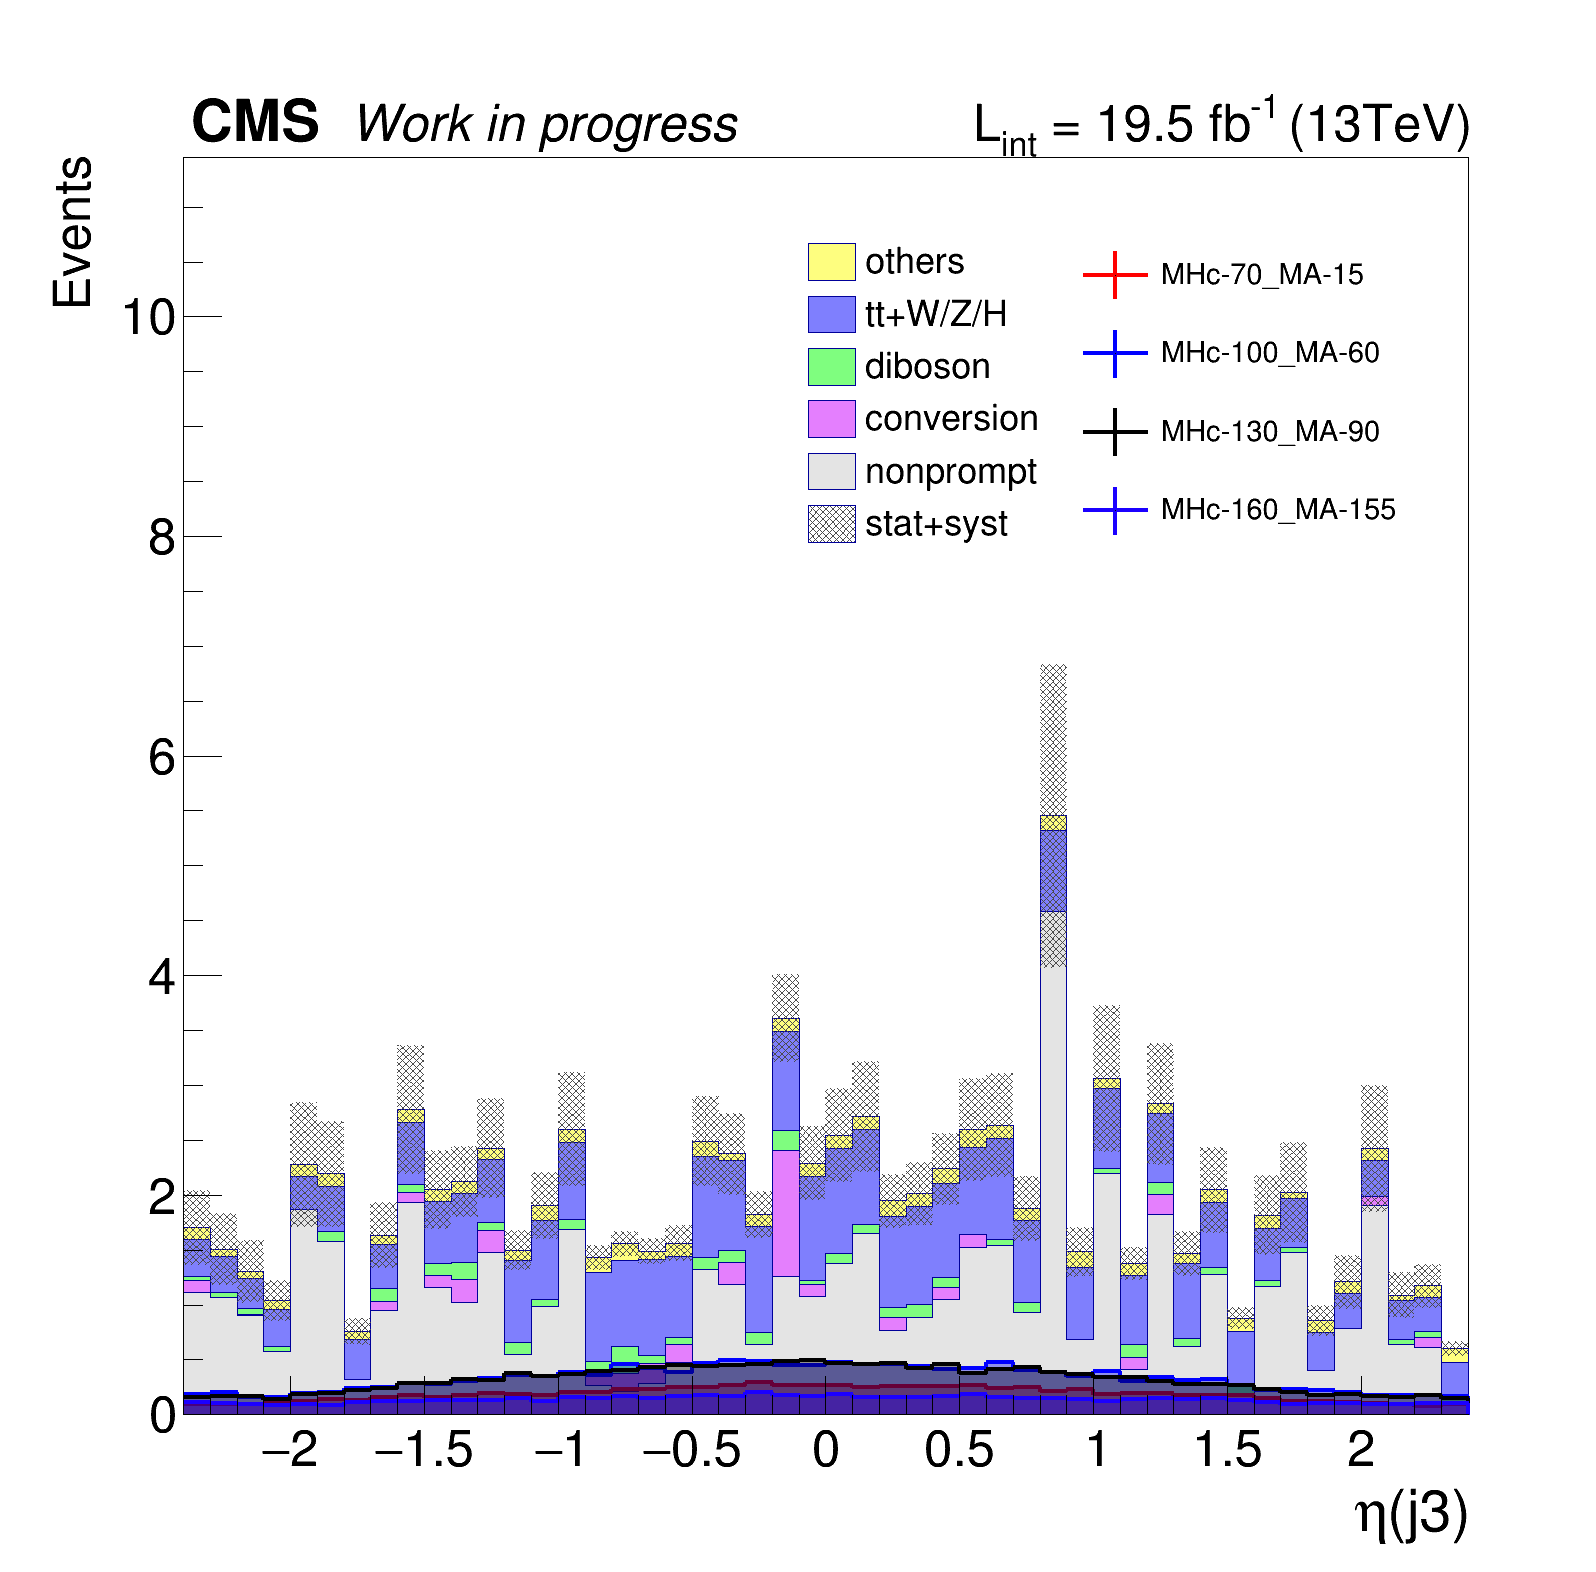 CMS Work in progress
L_int = 19.5 fb^-1 (13TeV)
Events
others
tt+W/Z/H
diboson
conversion
nonprompt
stat+syst
MHc-70_MA-15
MHc-100_MA-60
MHc-130_MA-90
MHc-160_MA-155
10
8
6
4
2
0
−2 −1.5 −1 −0.5 0 0.5 1 1.5 2
η(j3)